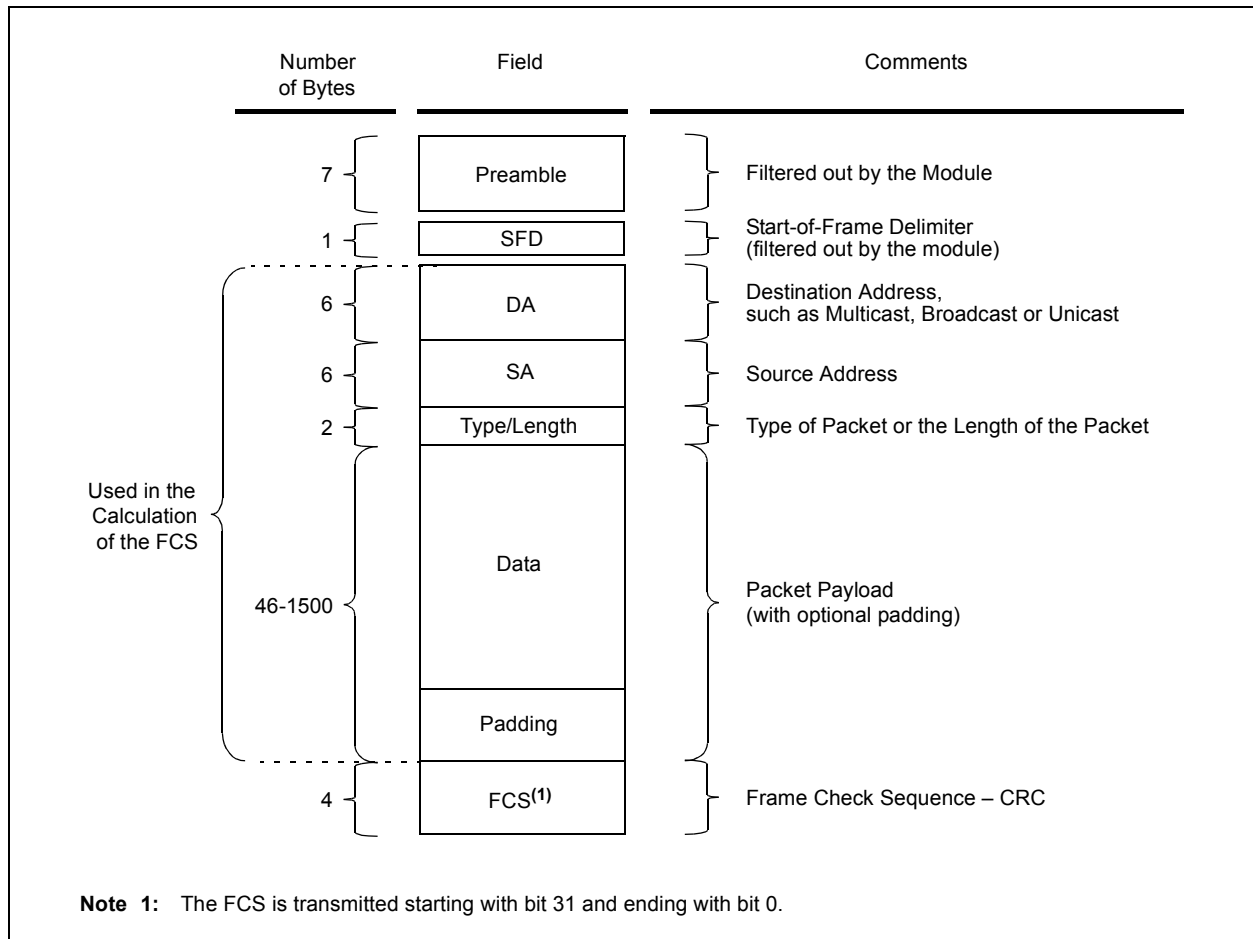 Number
of Bytes
Field
Comments
7
Preamble
Filtered out by the Module
1
SFD
Start-of-Frame Delimiter
(filtered out by the module)
6
DA
Destination Address,
such as Multicast, Broadcast or Unicast
6
SA
Source Address
2
Type/Length
Type of Packet or the Length of the Packet
Used in the
Calculation
of the FCS
46-1500
Data
Packet Payload
(with optional padding)
Padding
4
FCS(1)
Frame Check Sequence – CRC
Note 1: The FCS is transmitted starting with bit 31 and ending with bit 0.